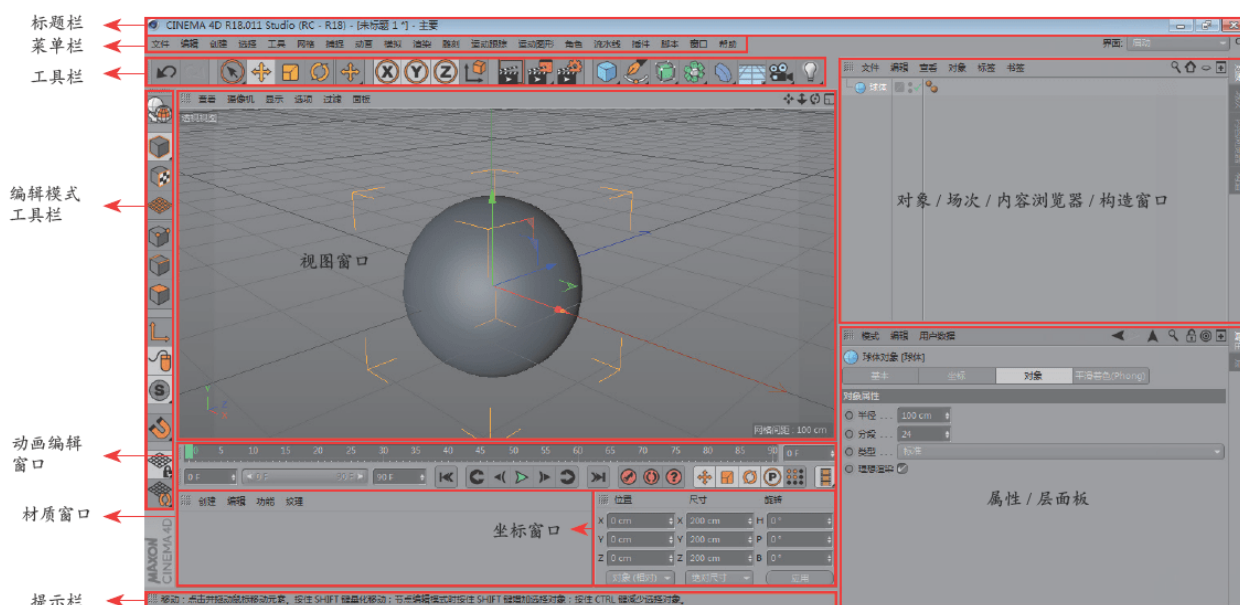 标题栏
CINEMA 4D R18.011 Studio (RC - R18) - [未标题 1 *] - 主要
菜单栏
文件 编辑 创建 选择 工具 网格 捕捉 动画 模拟 渲染 雕刻 运动跟踪 运动图形 角色 流水线 插件 脚本 窗口 帮助
界面: 启动
工具栏
X Y Z
文件 编辑 查看 对象 标签 书签
球体
查看 摄像机 显示 选项 过滤 面板
透视视图
编辑模式
工具栏
视图窗口
对象 / 场次 / 内容浏览器 / 构造窗口
S
网格间距 : 100 cm
模式 编辑 用户数据
球体对象 [球体]
基本 坐标 对象 平滑着色(Phong)
对象属性
半径 . . . 100 cm
分段 . . . 24
类型 . . . 标准
理想渲染
属性 / 层面板
动画编辑
窗口
0 5 10 15 20 25 30 35 40 45 50 55 60 65 70 75 80 85 90 0 F
0 F 0 F 90 F 90 F
P
材质窗口
创建 编辑 功能 纹理
坐标窗口
位置 尺寸 旋转
X 0 cm X 200 cm H 0 °
Y 0 cm Y 200 cm P 0 °
Z 0 cm Z 200 cm B 0 °
对象 (相对) 绝对尺寸 应用
MAXON
CINEMA 4D
提示栏
移动 : 点击并拖动鼠标移动元素。按住 SHIFT 键量化移动 ; 节点编辑模式时按住 SHIFT 键增加选择对象 ; 按住 CTRL 键减少选择对象。